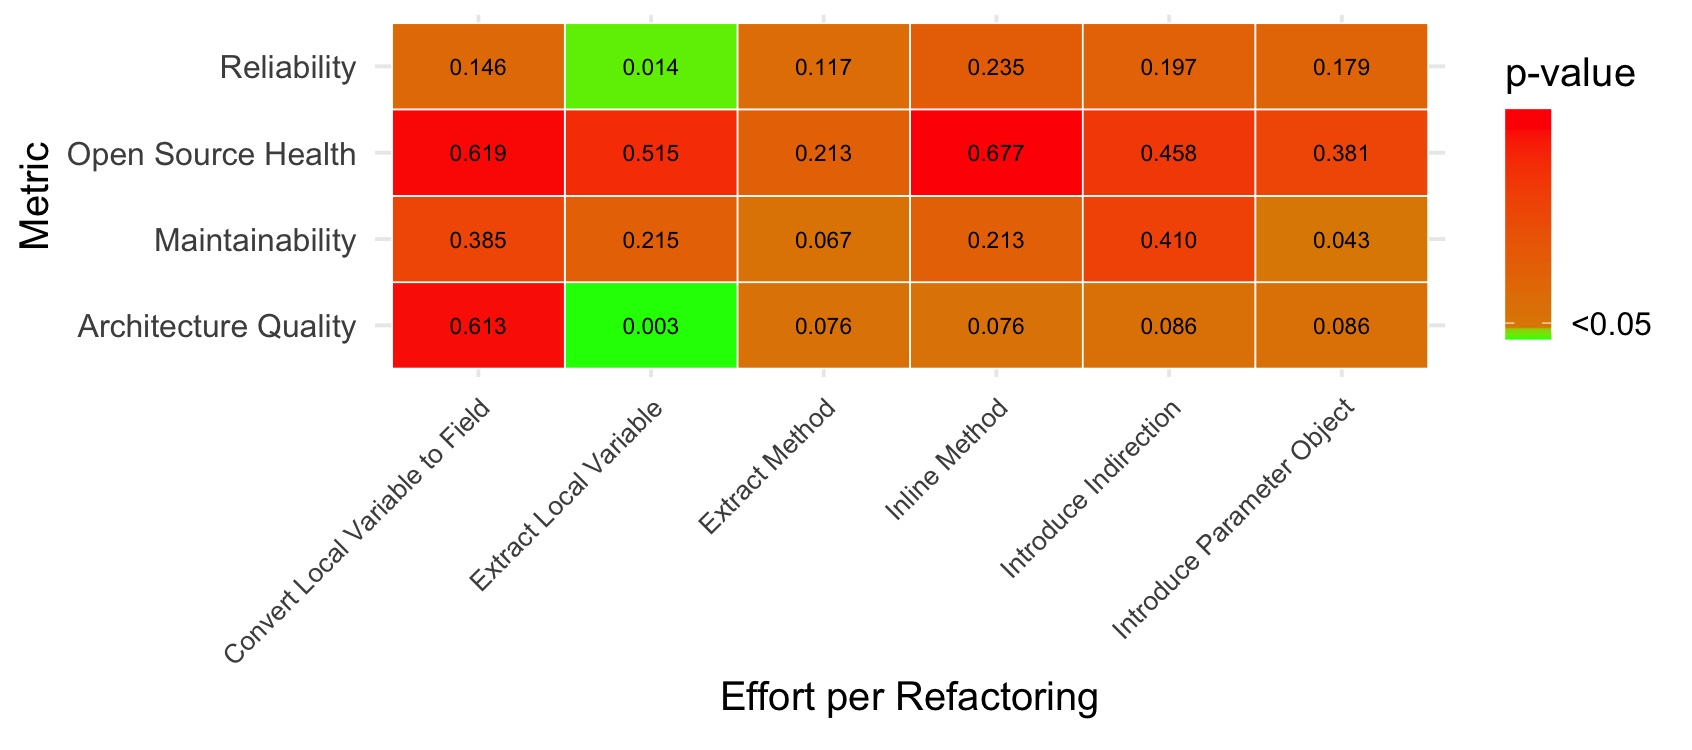 Metric
Reliability 0.146 0.014 0.117 0.235 0.197 0.179
Open Source Health 0.619 0.515 0.213 0.677 0.458 0.381
Maintainability 0.385 0.215 0.067 0.213 0.410 0.043
Architecture Quality 0.613 0.003 0.076 0.076 0.086 0.086
Convert Local Variable to Field
Extract Local Variable
Extract Method
Inline Method
Introduce Indirection
Introduce Parameter Object
Effort per Refactoring
p-value
<0.05